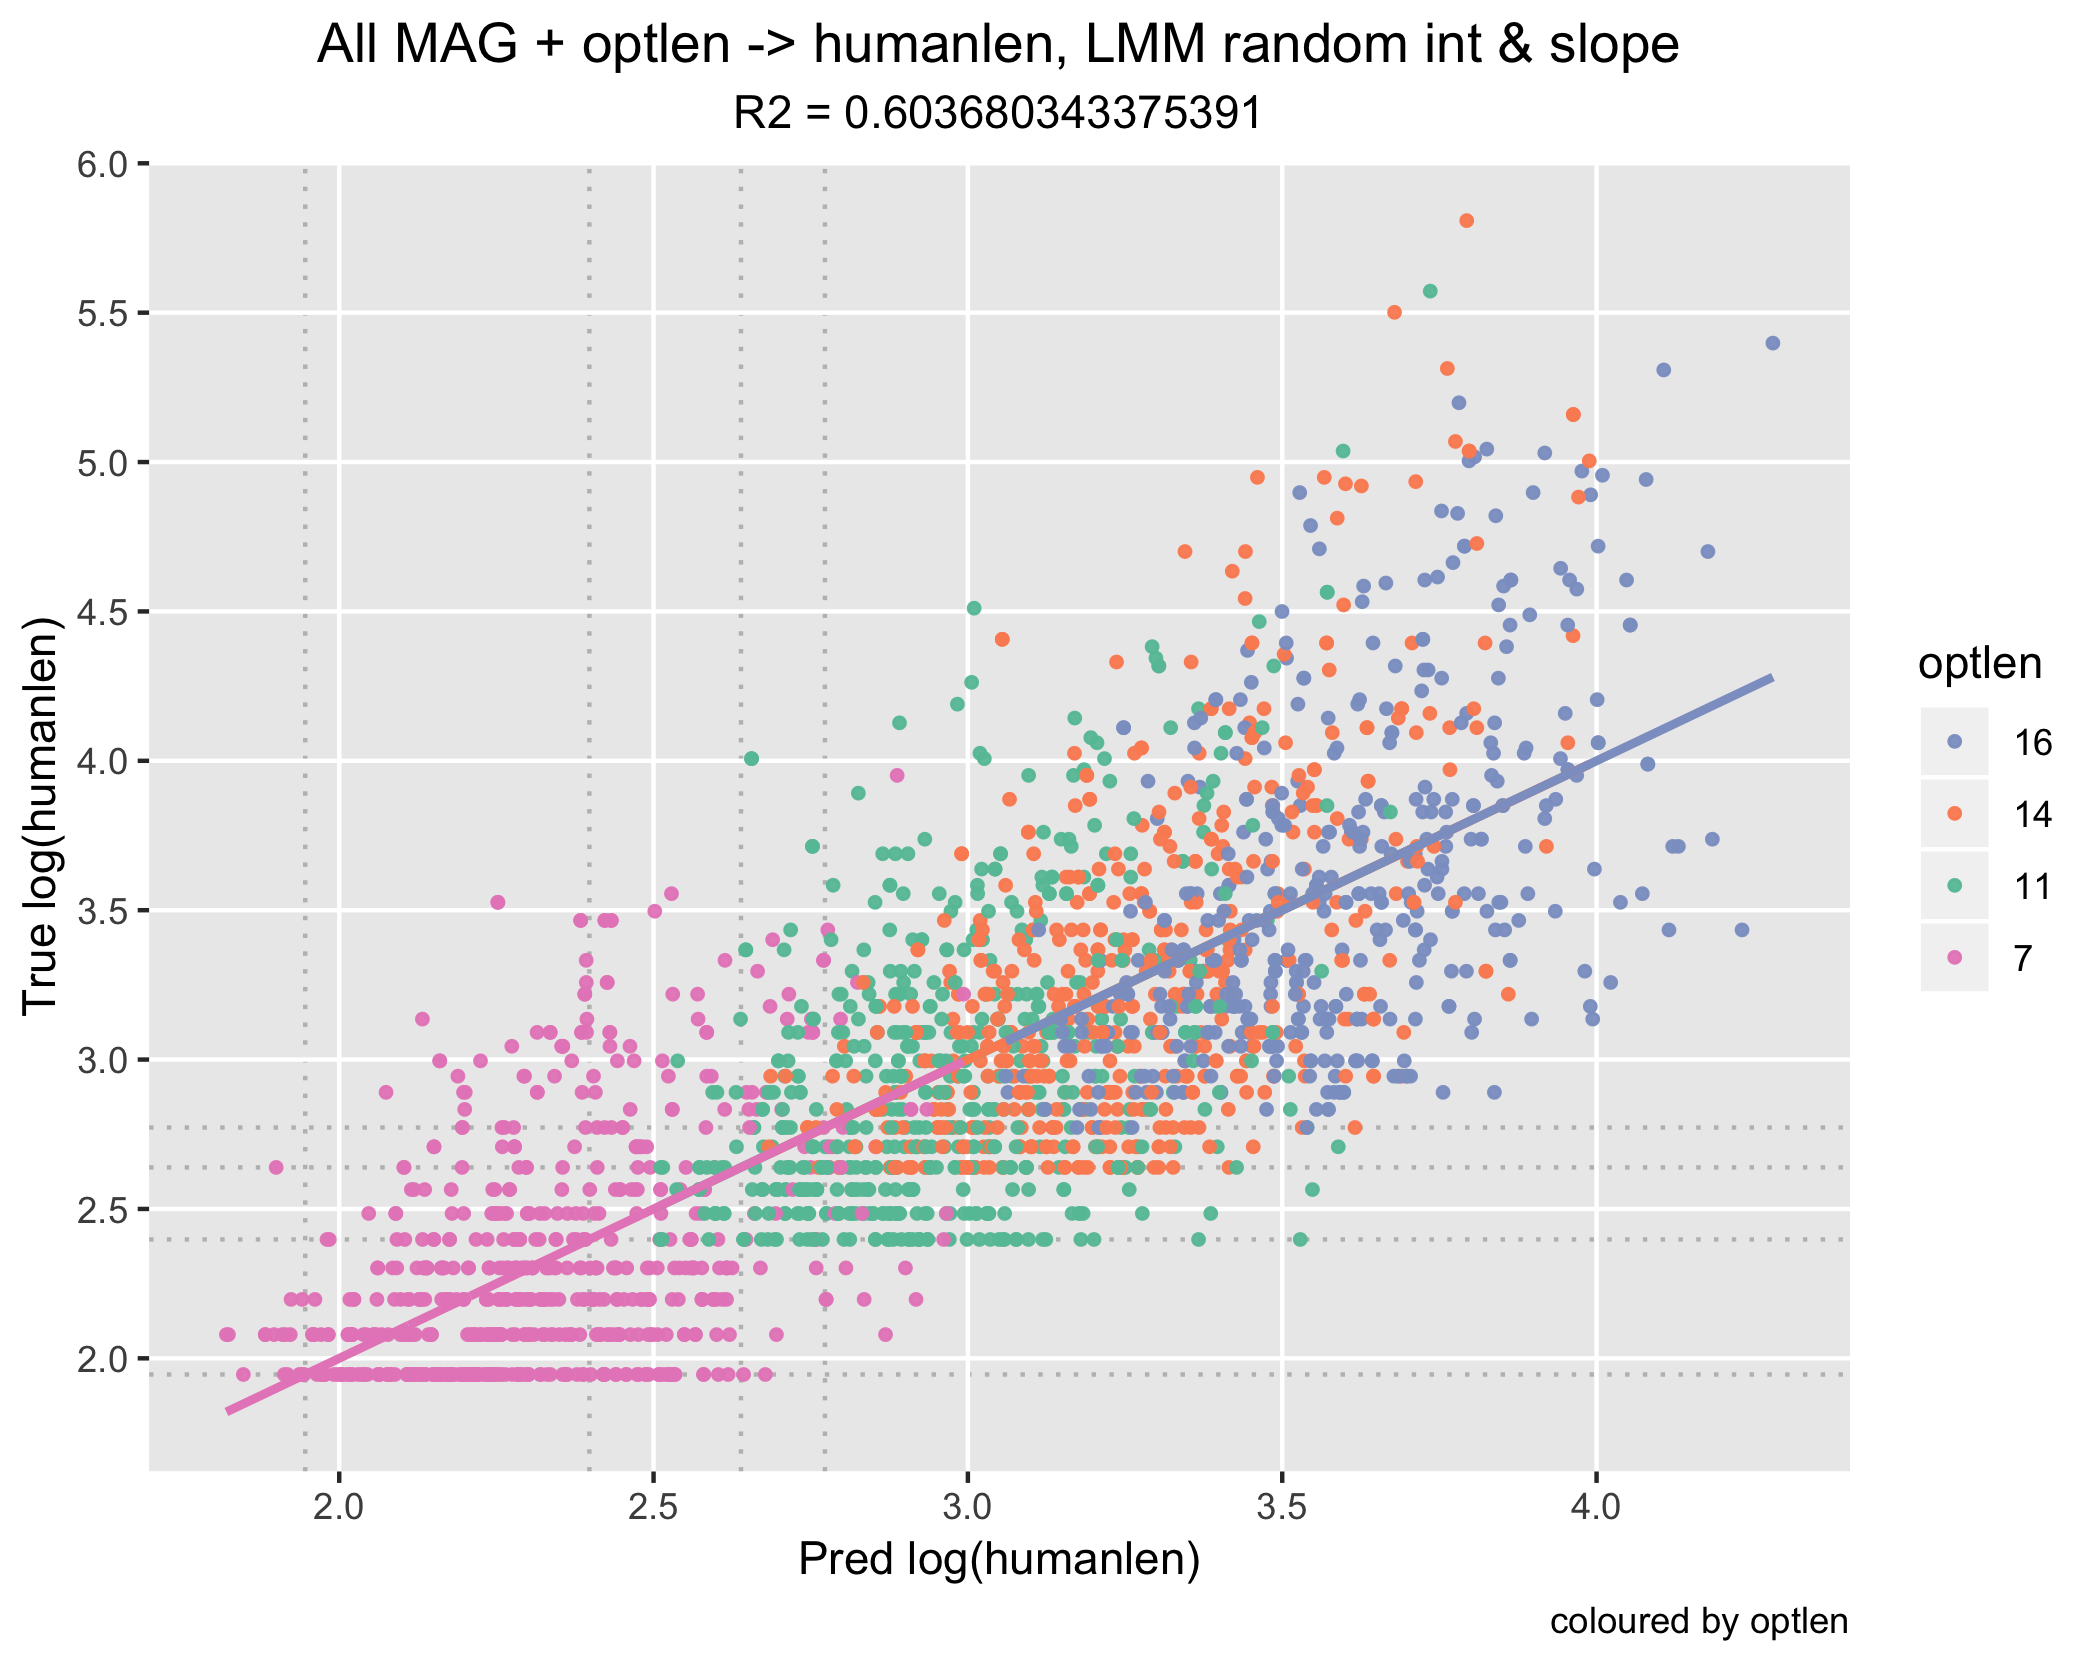 All MAG + optlen -> humanlen, LMM random int & slope
R2 = 0.603680343375391
True log(humanlen)
6.0
5.5
5.0
4.5
4.0
3.5
3.0
2.5
2.0
2.0 2.5 3.0 3.5 4.0
Pred log(humanlen)
optlen
16
14
11
7
coloured by optlen